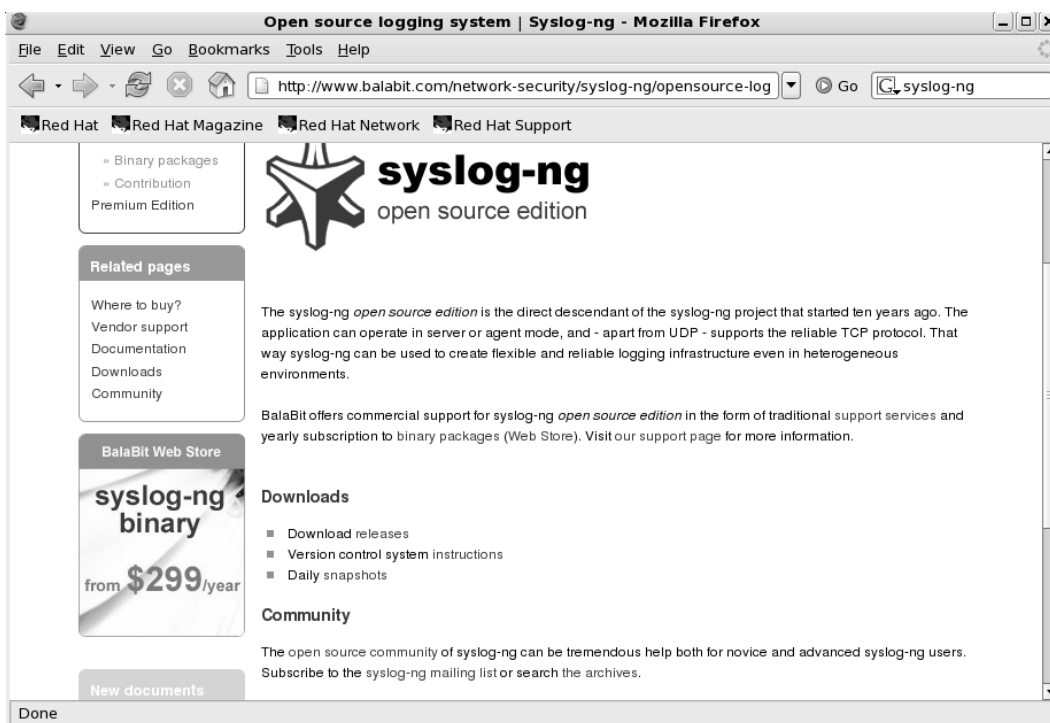 Open source logging system | Syslog-ng - Mozilla Firefox
File Edit View Go Bookmarks Tools Help
http://www.balabit.com/network-security/syslog-ng/opensource-log
Go
G
syslog-ng
Red Hat Red Hat Magazine Red Hat Network Red Hat Support
» Binary packages
» Contribution
Premium Edition
Related pages
Where to buy?
Vendor support
Documentation
Downloads
Community
BalaBit Web Store
syslog-ng
binary
from $299/year
New documents
syslog-ng
open source edition
The syslog-ng open source edition is the direct descendant of the syslog-ng project that started ten years ago. The
application can operate in server or agent mode, and - apart from UDP - supports the reliable TCP protocol. That
way syslog-ng can be used to create flexible and reliable logging infrastructure even in heterogeneous
environments.
BalaBit offers commercial support for syslog-ng open source edition in the form of traditional support services and
yearly subscription to binary packages (Web Store). Visit our support page for more information.
Downloads
Download releases
Version control system instructions
Daily snapshots
Community
The open source community of syslog-ng can be tremendous help both for novice and advanced syslog-ng users.
Subscribe to the syslog-ng mailing list or search the archives.
Done